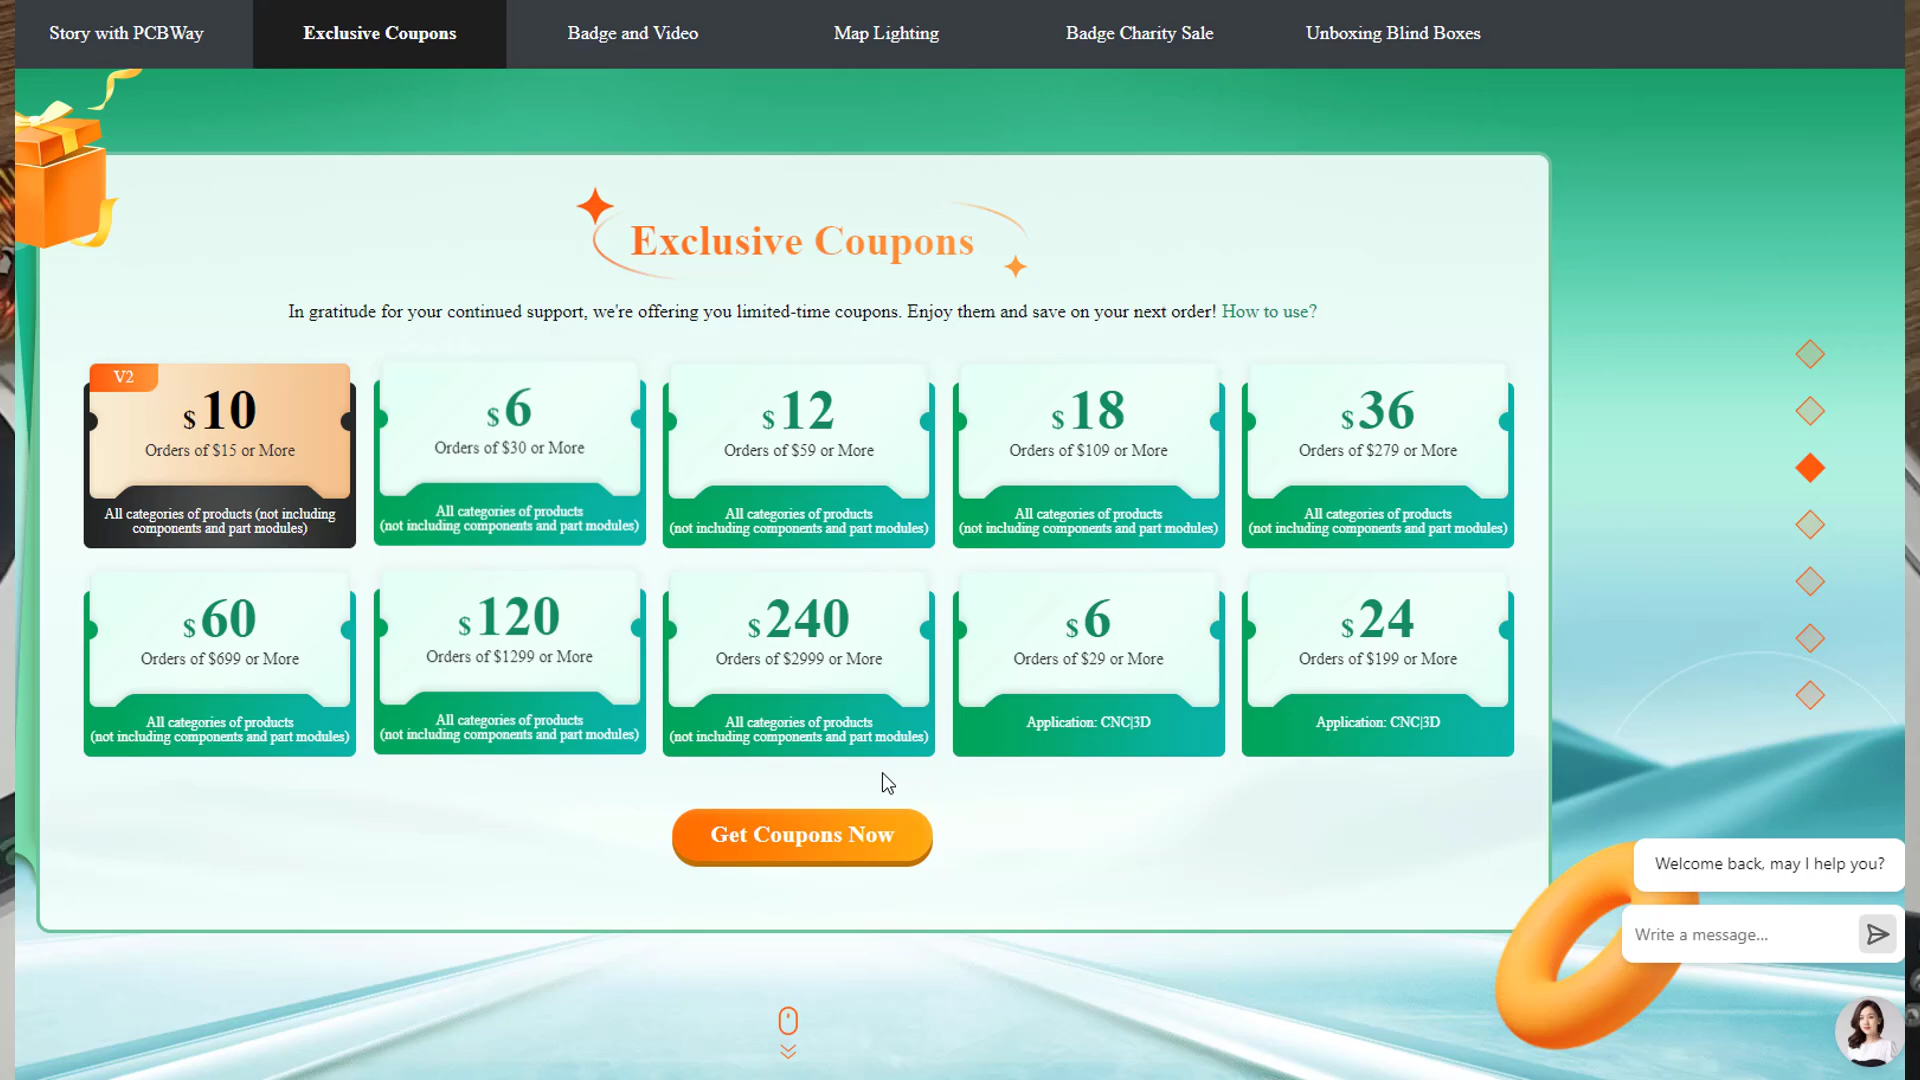 Story with PCBWay
Exclusive Coupons
Badge and Video
Map Lighting
Badge Charity Sale
Unboxing Blind Boxes
Exclusive Coupons
In gratitude for your continued support, we're offering you limited-time coupons. Enjoy them and save on your next order! How to use?
V2
$10
Orders of $15 or More
All categories of products (not including
components and part modules)
$6
Orders of $30 or More
All categories of products
(not including components and part modules)
$12
Orders of $59 or More
All categories of products
(not including components and part modules)
$18
Orders of $109 or More
All categories of products
(not including components and part modules)
$36
Orders of $279 or More
All categories of products
(not including components and part modules)
$60
Orders of $699 or More
All categories of products
(not including components and part modules)
$120
Orders of $1299 or More
All categories of products
(not including components and part modules)
$240
Orders of $2999 or More
All categories of products
(not including components and part modules)
$6
Orders of $29 or More
Application: CNC|3D
$24
Orders of $199 or More
Application: CNC|3D
Get Coupons Now
Welcome back, may I help you?
Write a message...